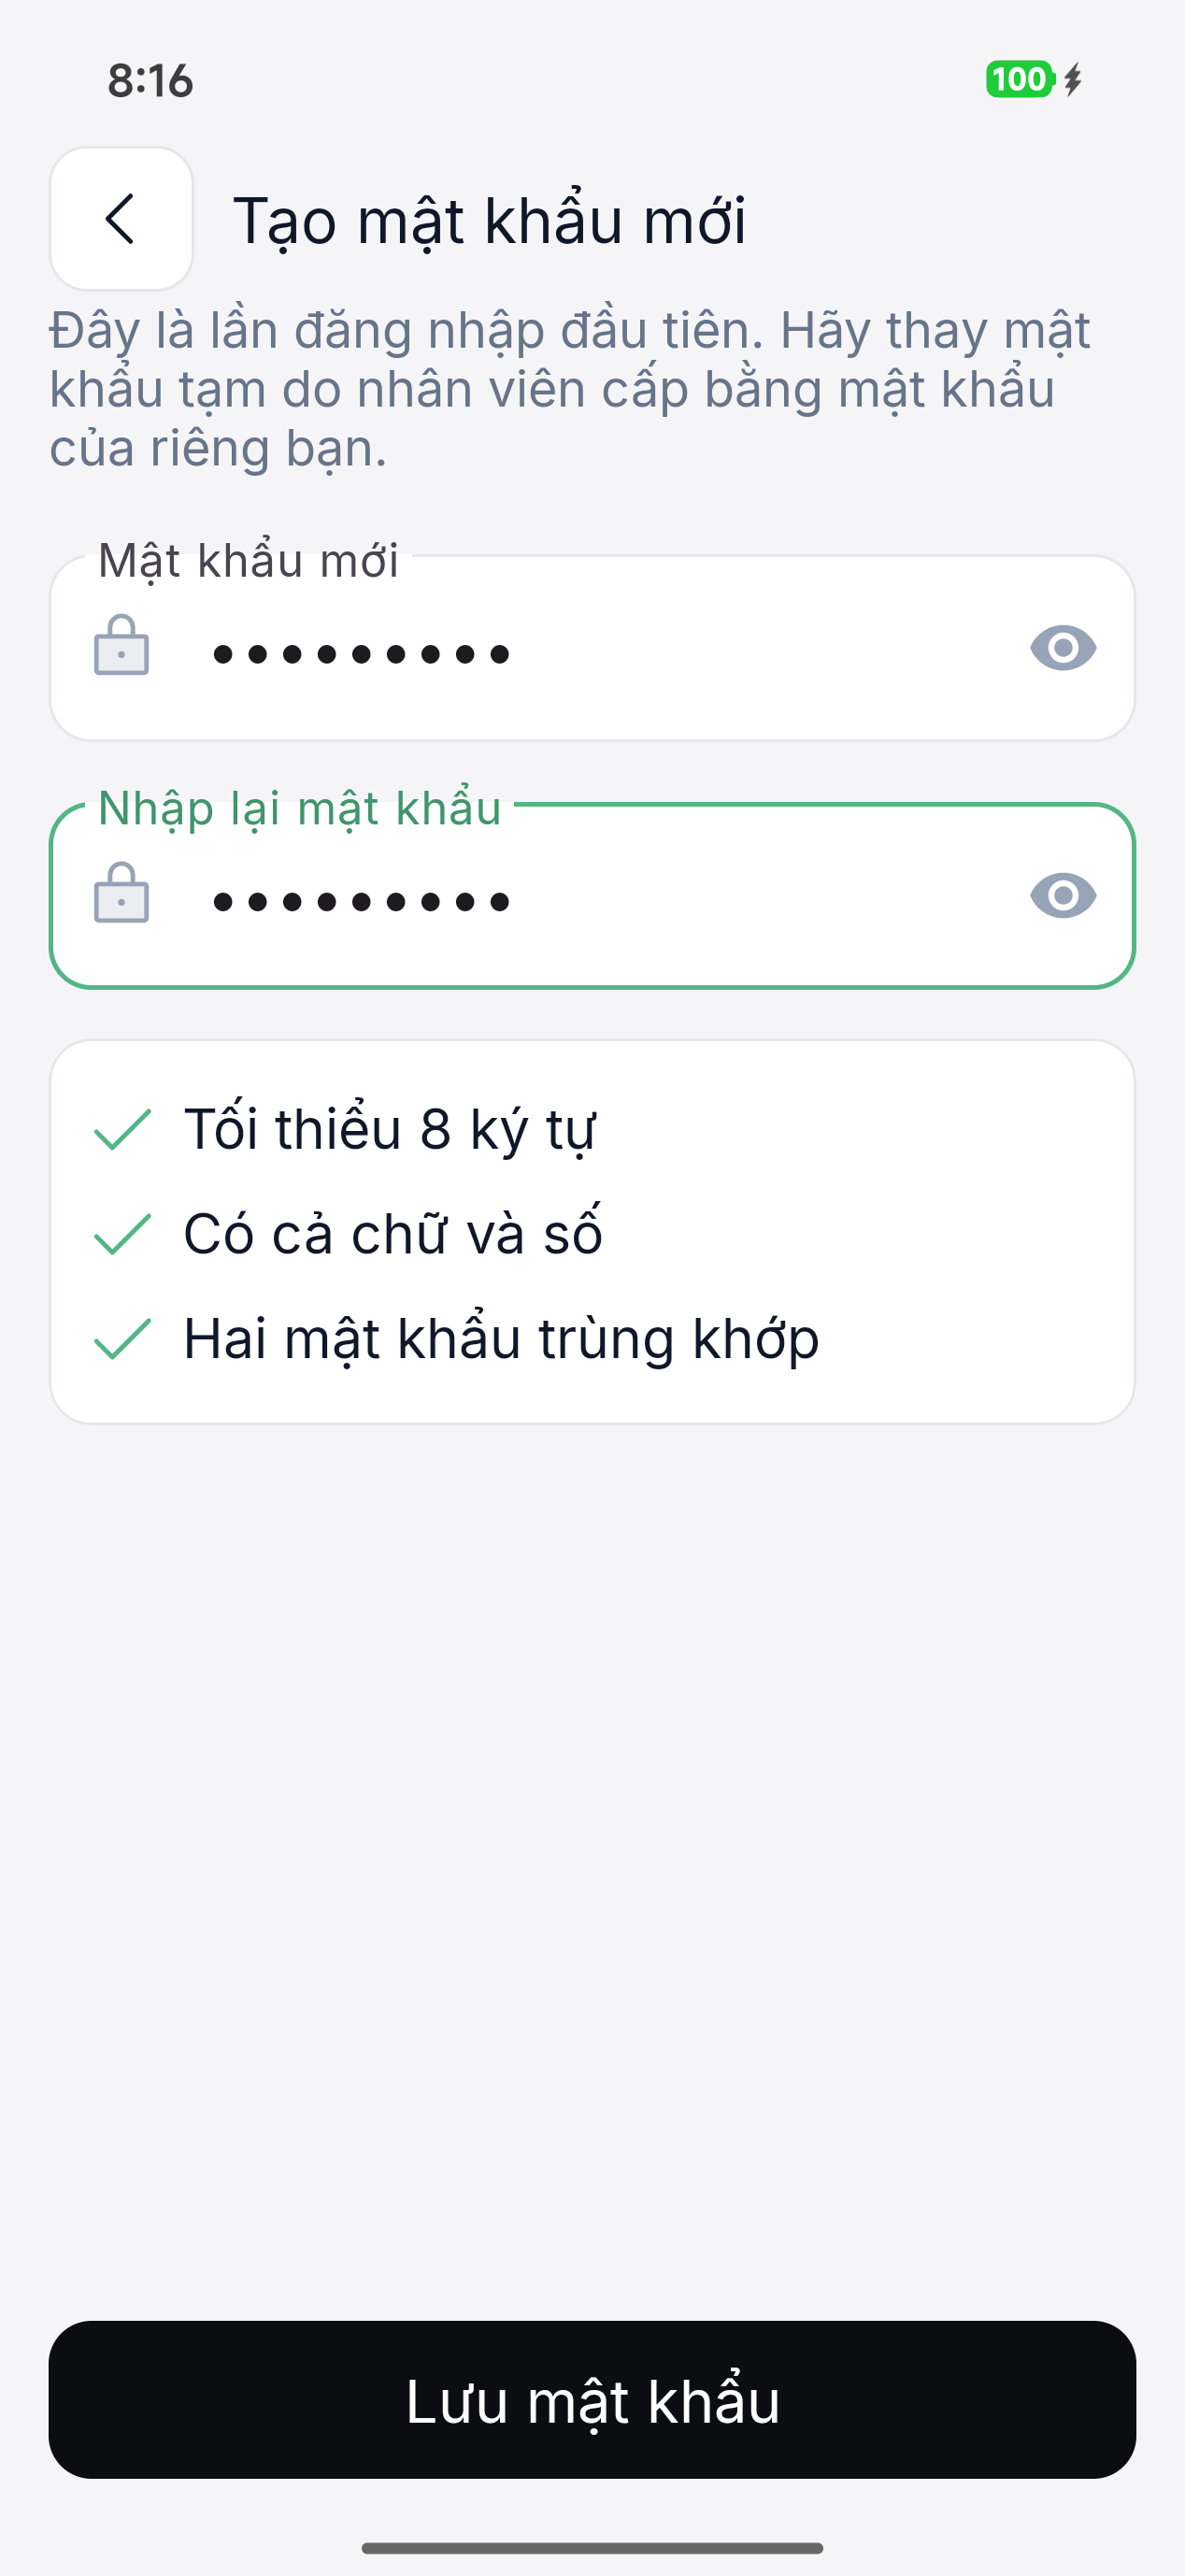 8:16
100
Tạo mật khẩu mới
Đây là lần đăng nhập đầu tiên. Hãy thay mật
khẩu tạm do nhân viên cấp bằng mật khẩu
của riêng bạn.
Mật khẩu mới
•••••••••
Nhập lại mật khẩu
•••••••••
Tối thiểu 8 ký tự
Có cả chữ và số
Hai mật khẩu trùng khớp
Lưu mật khẩu